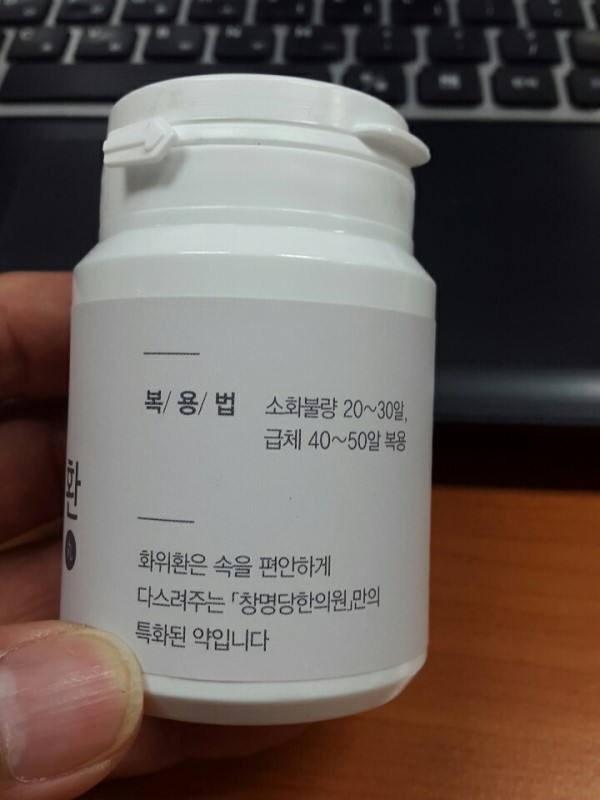 복/ 용/ 법 소화불량 20~30알,
급체 40~50알 복용
환
화위환은 속을 편안하게
다스려주는 「창명당한의원」만의
특화된 약입니다